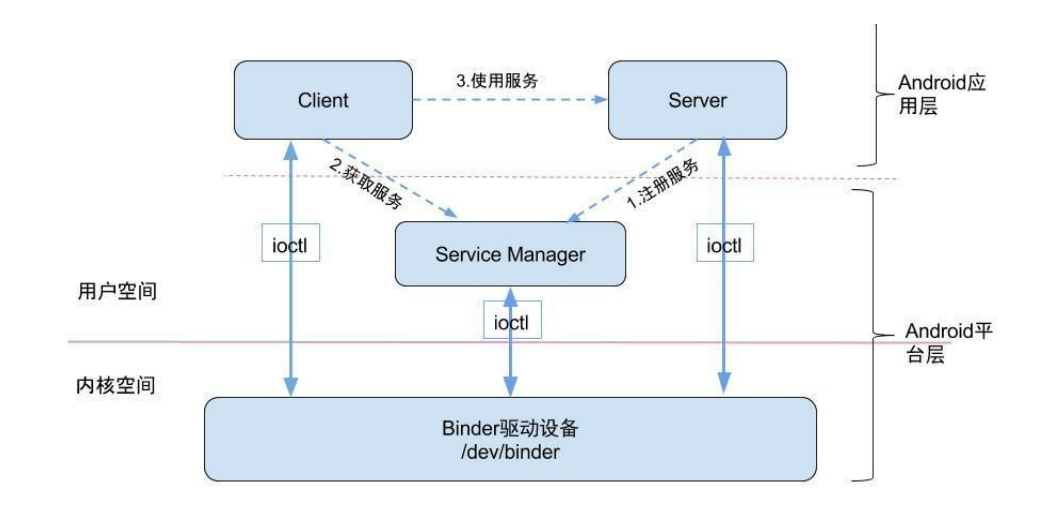 3.使用服务
Client
Server
Android应
用层
2.获取服务
1.注册服务
ioctl
Service Manager
ioctl
用户空间
ioctl
Android平
台层
内核空间
Binder驱动设备
/dev/binder